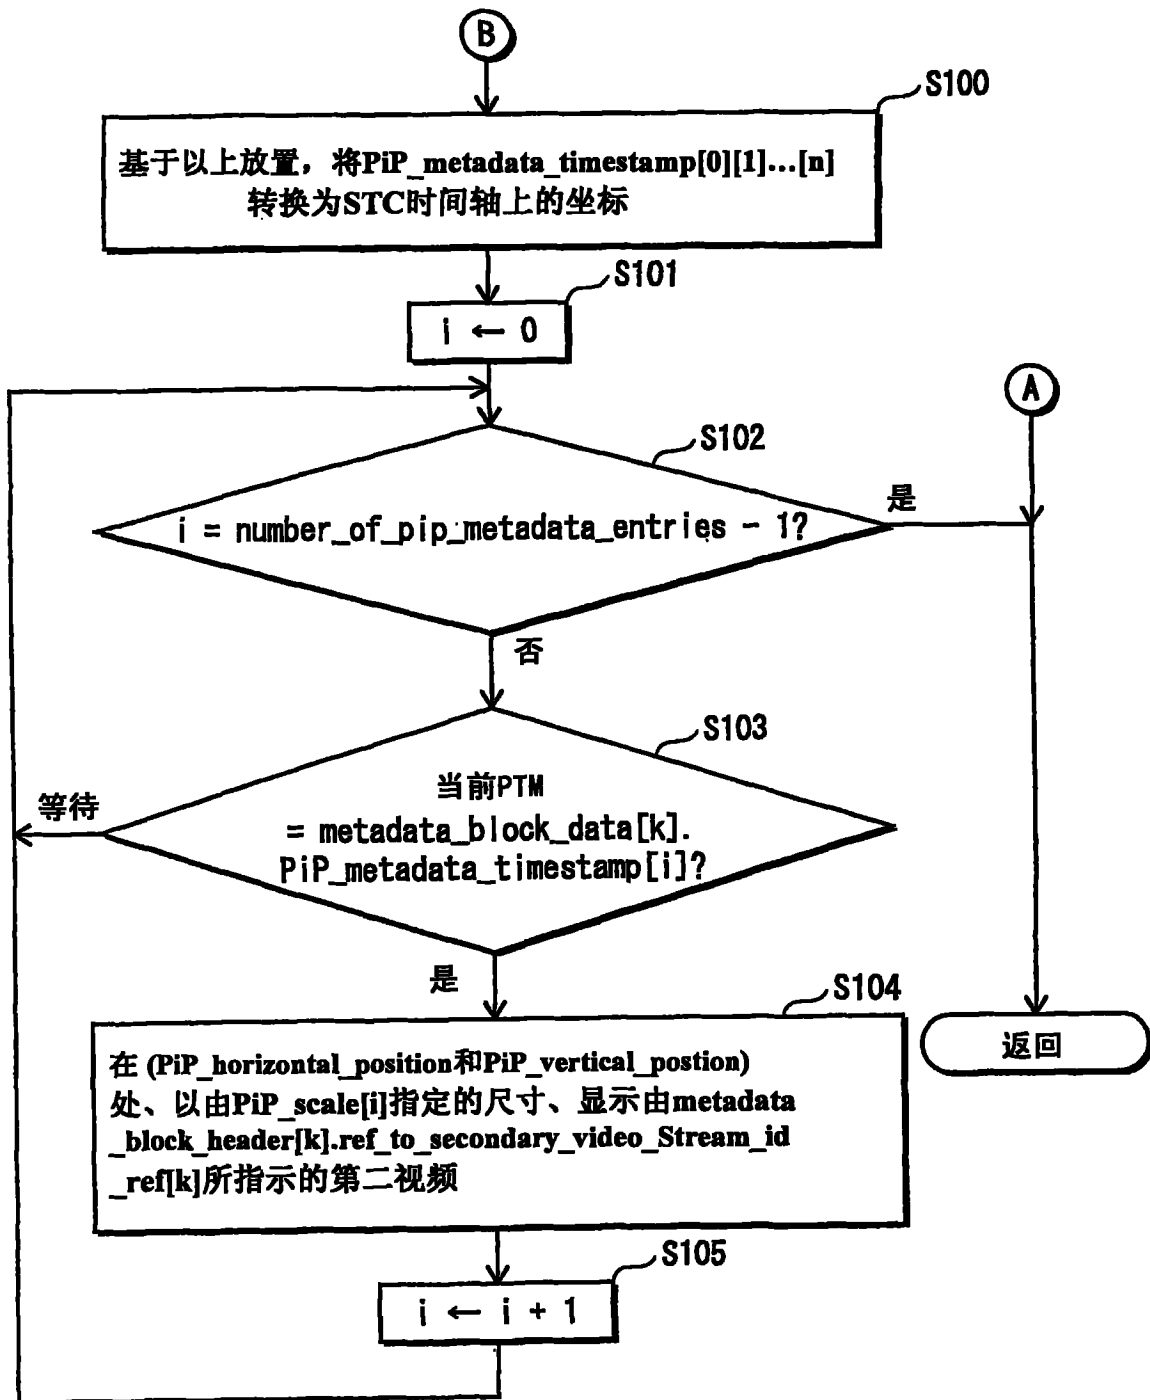 B
S100
基于以上放置，将PiP_metadata_timestamp[0][1]...[n]
转换为STC时间轴上的坐标
S101
i ← 0
A
S102
是
i = number_of_pip_metadata_entries - 1?
否
S103
等待
当前PTM
= metadata_block_data[k].
PiP_metadata_timestamp[i]?
是
S104
返回
在 (PiP_horizontal_position和PiP_vertical_postion)
处、以由PiP_scale[i]指定的尺寸、显示由metadata
_block_header[k].ref_to_secondary_video_Stream_id
_ref[k]所指示的第二视频
S105
i ← i + 1